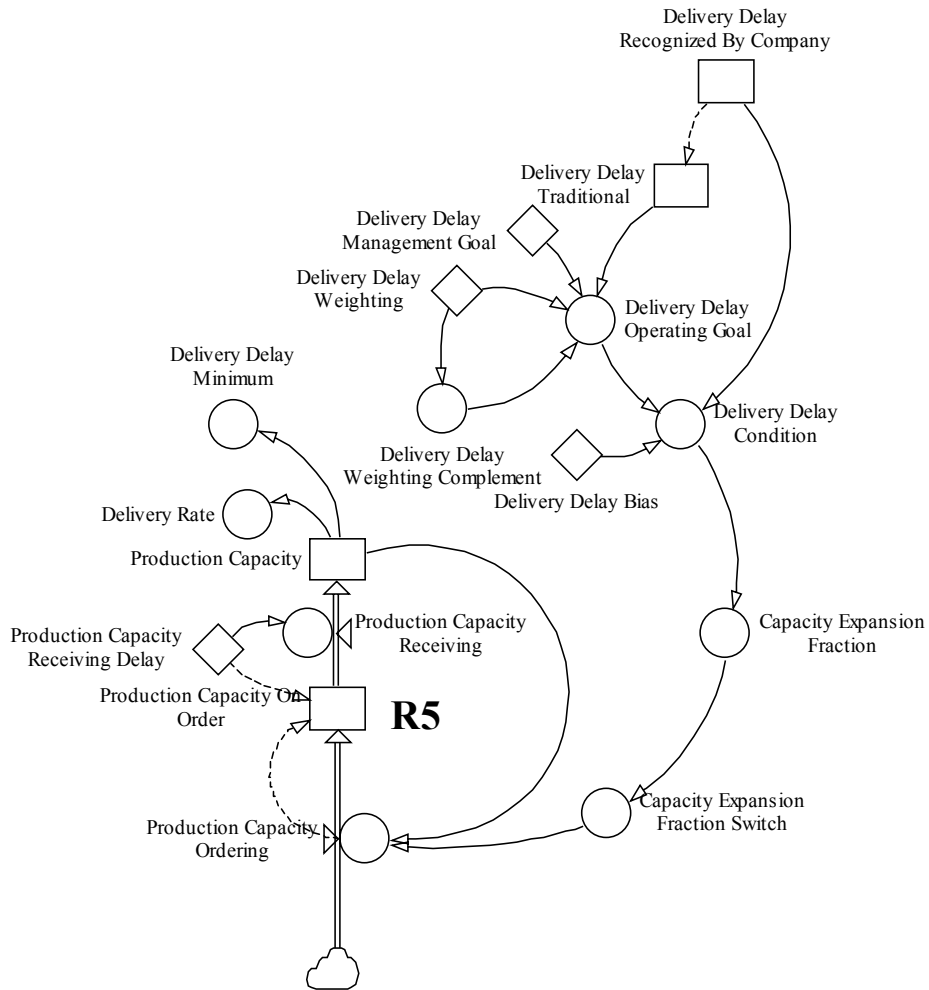 Delivery Delay
Recognized By Company
Delivery Delay
Traditional
Delivery Delay
Management Goal
Delivery Delay
Weighting
Delivery Delay
Operating Goal
Delivery Delay
Minimum
Delivery Delay
Condition
Delivery Delay
Weighting Complement
Delivery Delay Bias
Delivery Rate
Production Capacity
Production Capacity
Receiving
Capacity Expansion
Fraction
Production Capacity
Receiving Delay
Production Capacity On
Order
R5
Capacity Expansion
Fraction Switch
Production Capacity
Ordering